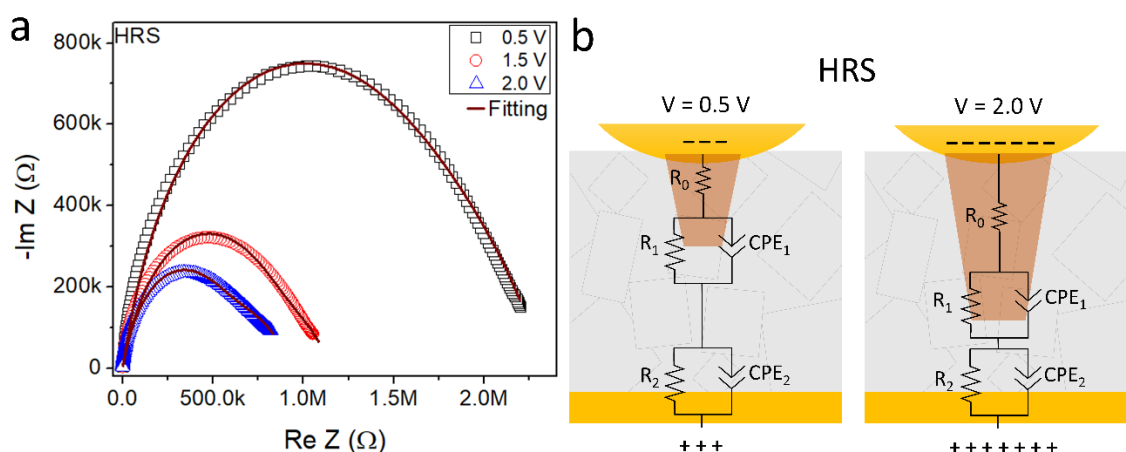 a
HRS
0.5 V
1.5 V
2.0 V
Fitting
800k
600k
400k
200k
0
-Im Z (Ω)
0.0
500.0k
1.0M
1.5M
2.0M
Re Z (Ω)
b
HRS
V = 0.5 V
V = 2.0 V
---
-------
R0
R1
CPE1
R2
CPE2
+++
R0
R1
CPE1
R2
CPE2
+++++++